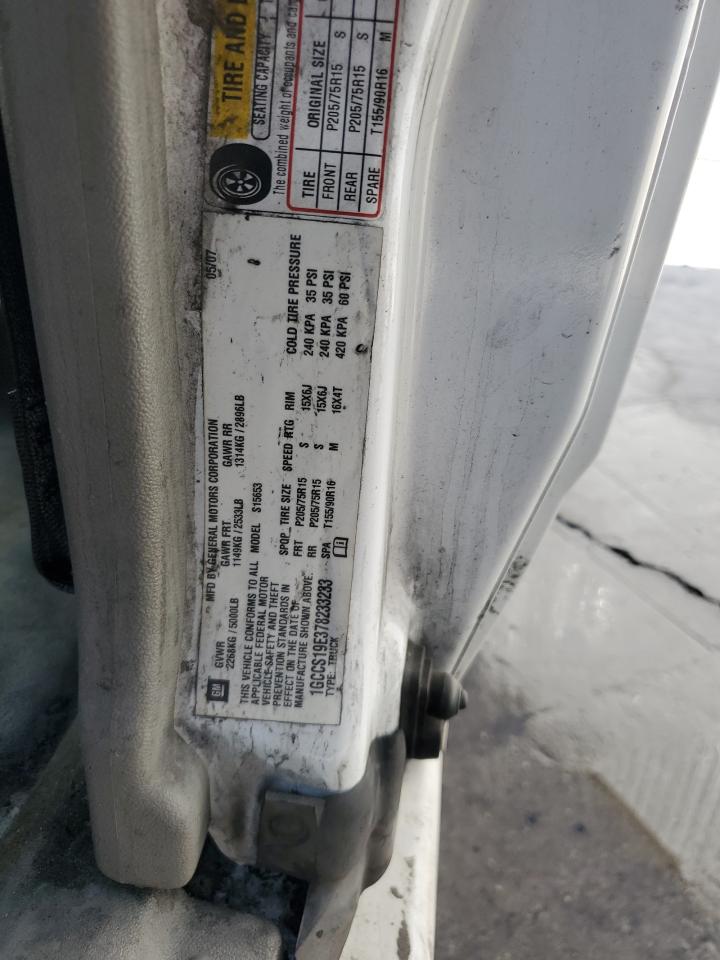 GM
MFD BY GENERAL MOTORS CORPORATION 05/07
GVWR GAWR FRT GAWR RR
2268KG / 5000LB 1149KG / 2533LB 1314KG / 2896LB
THIS VEHICLE CONFORMS TO ALL
APPLICABLE FEDERAL MOTOR
VEHICLE-SAFETY AND THEFT
PREVENTION STANDARDS IN
EFFECT ON THE DATE OF
MANUFACTURE SHOWN ABOVE.
1GCCS19E378233283
TYPE: TRUCK
MODEL S15653
SPOP TIRE SIZE SPEED RTG RIM COLD TIRE PRESSURE
FRT P205/75R15 S 15X6J 240 KPA 35 PSI
RR P205/75R15 S 15X6J 240 KPA 35 PSI
SPA T155/90R16 M 16X4T 420 KPA 60 PSI
TIRE AND
SEATING CAPACITY
The combined weight of occupants and
TIRE ORIGINAL SIZE
FRONT P205/75R15 S
REAR P205/75R15 S
SPARE T155/90R16 M